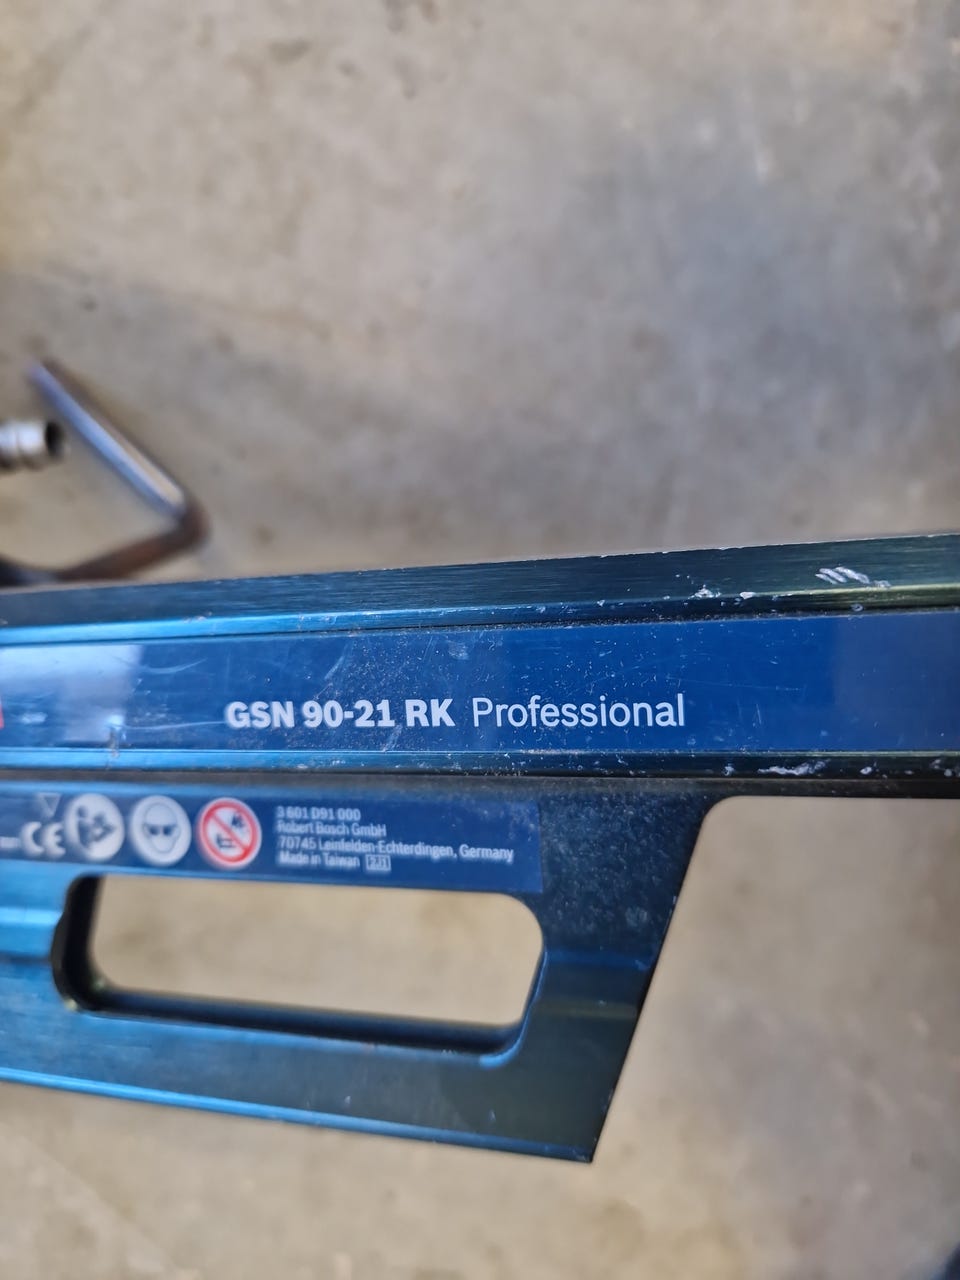 GSN 90-21 RK Professional
CE
3 601 D91 000
Robert Bosch GmbH
70745 Leinfelden-Echterdingen, Germany
Made in Taiwan